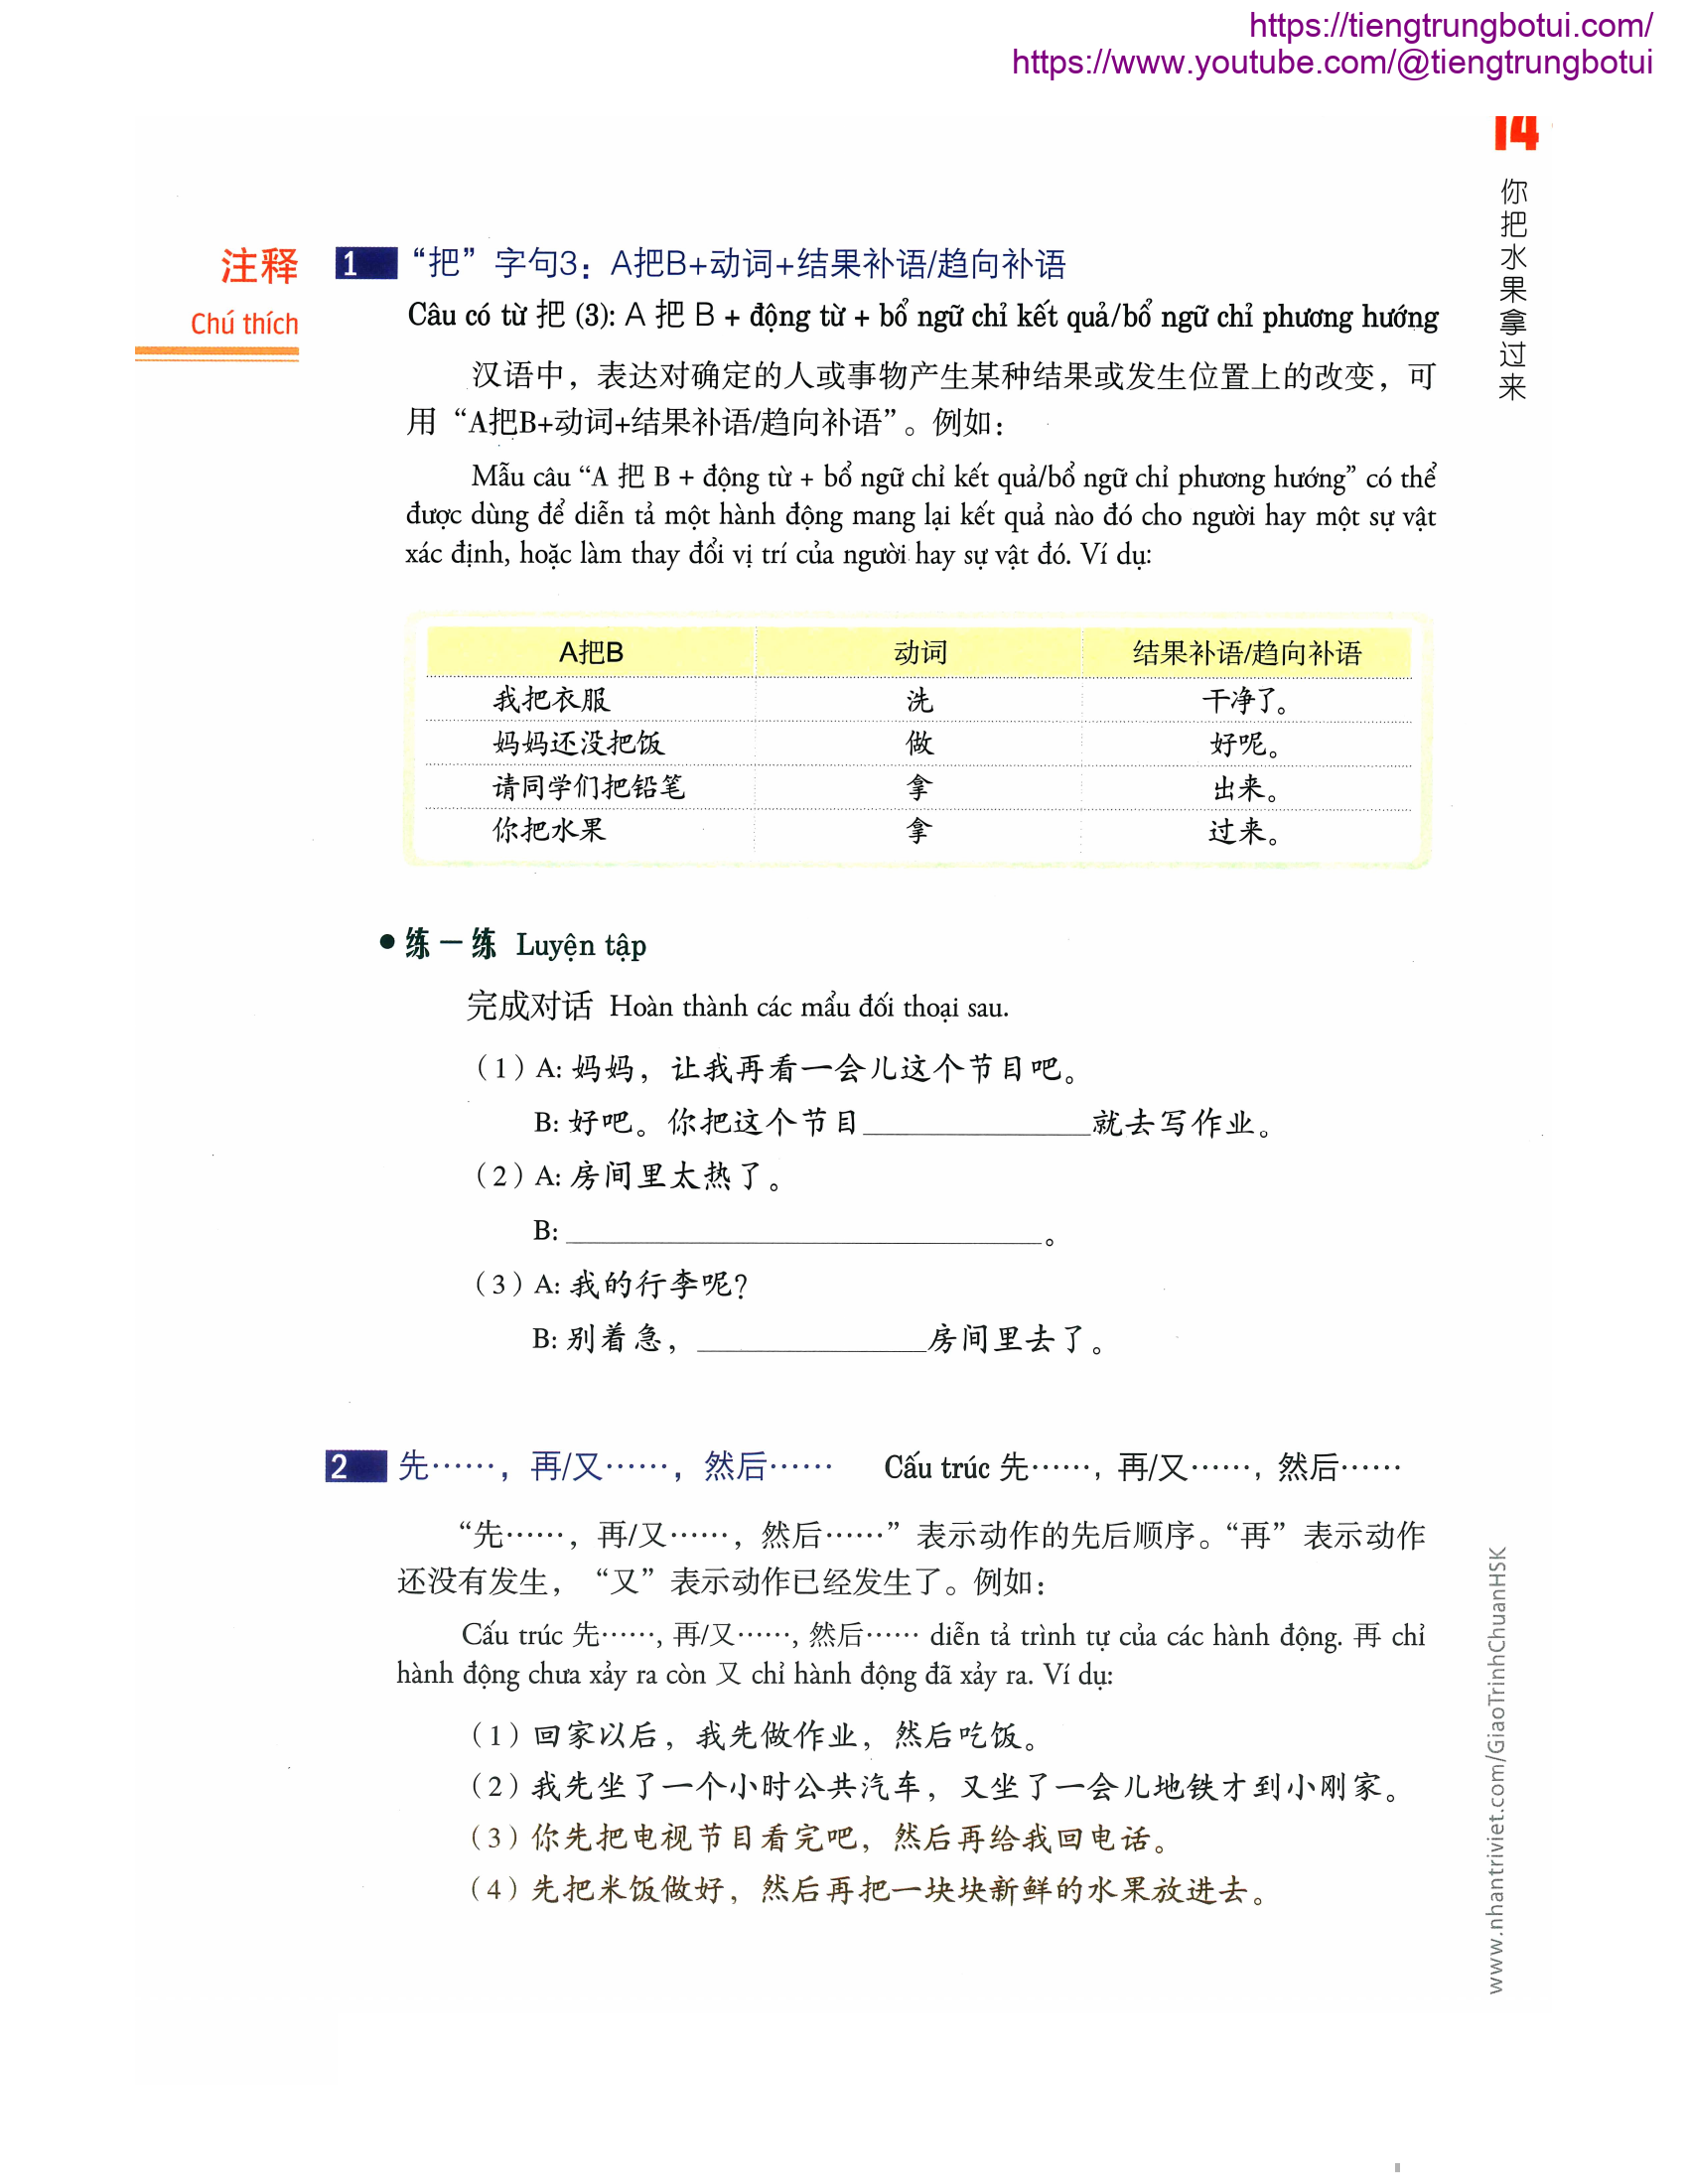 https://tiengtrungbotui.com/
https://www.youtube.com/@tiengtrungbotui
14
你把水果拿过来
注释
Chú thích
1 “把”字句3：A把B+动词+结果补语/趋向补语
Câu có từ 把 (3): A 把 B + động từ + bổ ngữ chỉ kết quả/bổ ngữ chỉ phương hướng
汉语中，表达对确定的人或事物产生某种结果或发生位置上的改变，可
用“A把B+动词+结果补语/趋向补语”。例如：
Mẫu câu “A 把 B + động từ + bổ ngữ chỉ kết quả/bổ ngữ chỉ phương hướng” có thể
được dùng để diễn tả một hành động mang lại kết quả nào đó cho người hay một sự vật
xác định, hoặc làm thay đổi vị trí của người hay sự vật đó. Ví dụ:
A把B 动词 结果补语/趋向补语
我把衣服 洗 干净了。
妈妈还没把饭 做 好呢。
请同学们把铅笔 拿 出来。
你把水果 拿 过来。
● 练一练 Luyện tập
完成对话 Hoàn thành các mẩu đối thoại sau.
（1）A: 妈妈，让我再看一会儿这个节目吧。
B: 好吧。你把这个节目______________就去写作业。
（2）A: 房间里太热了。
B: ______________________________。
（3）A: 我的行李呢？
B: 别着急，______________房间里去了。
2 先……，再/又……，然后…… Cấu trúc 先……, 再/又……, 然后……
“先……，再/又……，然后……”表示动作的先后顺序。“再”表示动作
还没有发生，“又”表示动作已经发生了。例如：
Cấu trúc 先……, 再/又……, 然后…… diễn tả trình tự của các hành động. 再 chỉ
hành động chưa xảy ra còn 又 chỉ hành động đã xảy ra. Ví dụ:
（1）回家以后，我先做作业，然后吃饭。
（2）我先坐了一个小时公共汽车，又坐了一会儿地铁才到小刚家。
（3）你先把电视节目看完吧，然后再给我回电话。
（4）先把米饭做好，然后再把一块块新鲜的水果放进去。
www.nhantriviet.com/GiaoTrinhChuanHSK